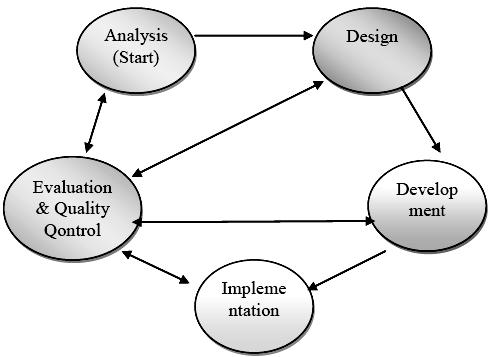 Analysis
(Start)
Design
Evaluation
& Quality
Qontrol
Develop
ment
Impleme
ntation